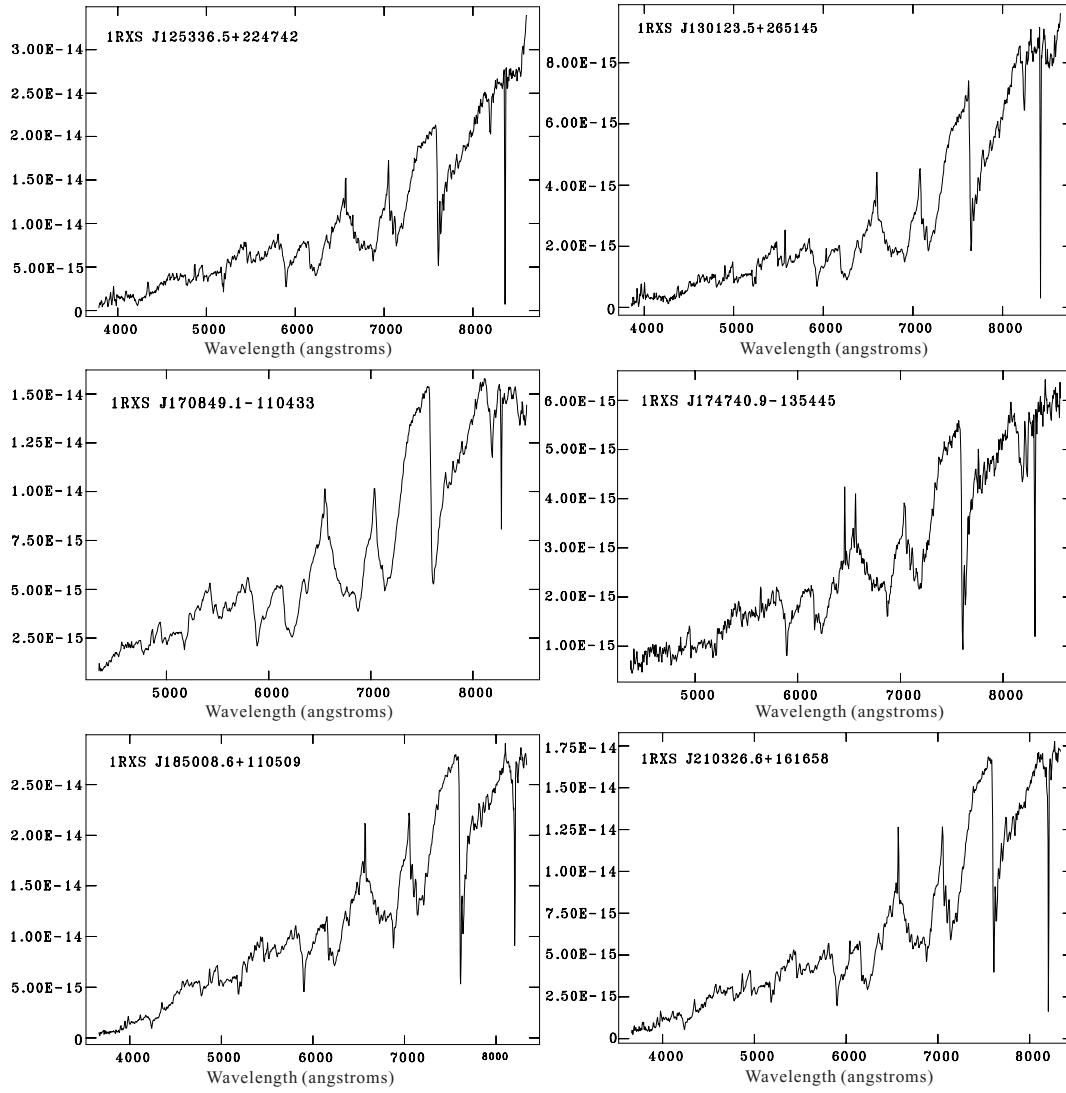 1RXS J125336.5+224742
3.00E-14
2.50E-14
2.00E-14
1.50E-14
1.00E-14
5.00E-15
0
4000 5000 6000 7000 8000
Wavelength (angstroms)
1RXS J130123.5+265145
8.00E-15
6.00E-15
4.00E-15
2.00E-15
0
4000 5000 6000 7000 8000
Wavelength (angstroms)
1RXS J170849.1-110433
1.50E-14
1.25E-14
1.00E-14
7.50E-15
5.00E-15
2.50E-15
5000 6000 7000 8000
Wavelength (angstroms)
1RXS J174740.9-135445
6.00E-15
5.00E-15
4.00E-15
3.00E-15
2.00E-15
1.00E-15
5000 6000 7000 8000
Wavelength (angstroms)
1RXS J185008.6+110509
2.50E-14
2.00E-14
1.50E-14
1.00E-14
5.00E-15
0
4000 5000 6000 7000 8000
Wavelength (angstroms)
1RXS J210326.6+161658
1.75E-14
1.50E-14
1.25E-14
1.00E-14
7.50E-15
5.00E-15
2.50E-15
0
4000 5000 6000 7000 8000
Wavelength (angstroms)